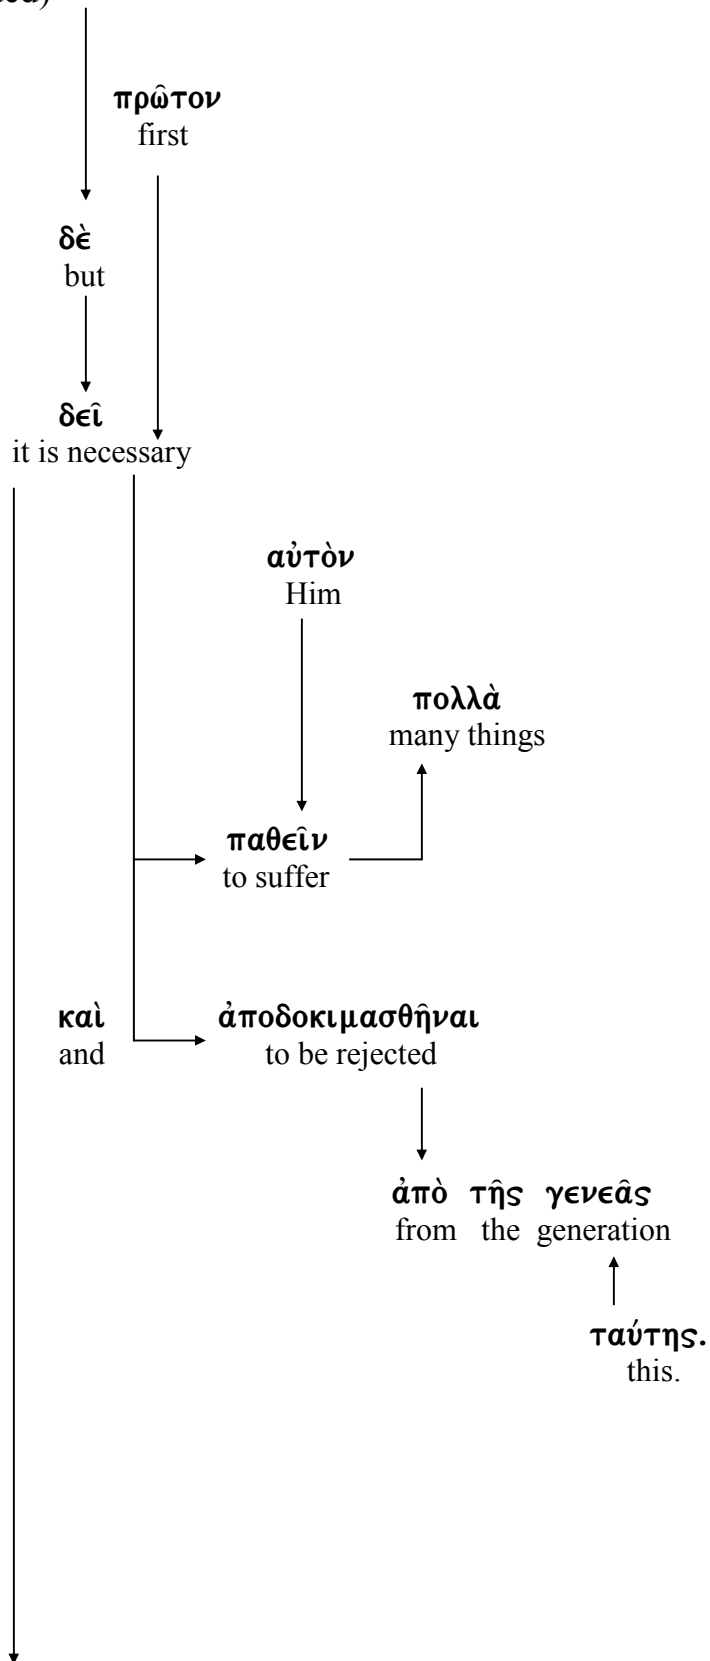 πρῶτον
first
δὲ
but
δεῖ
it is necessary
αὐτὸν
Him
πολλὰ
many things
παθεῖν
to suffer
καὶ ἀποδοκιμασθῆναι
and to be rejected
ἀπὸ τῆς γενεᾶς
from the generation
ταύτης.
this.